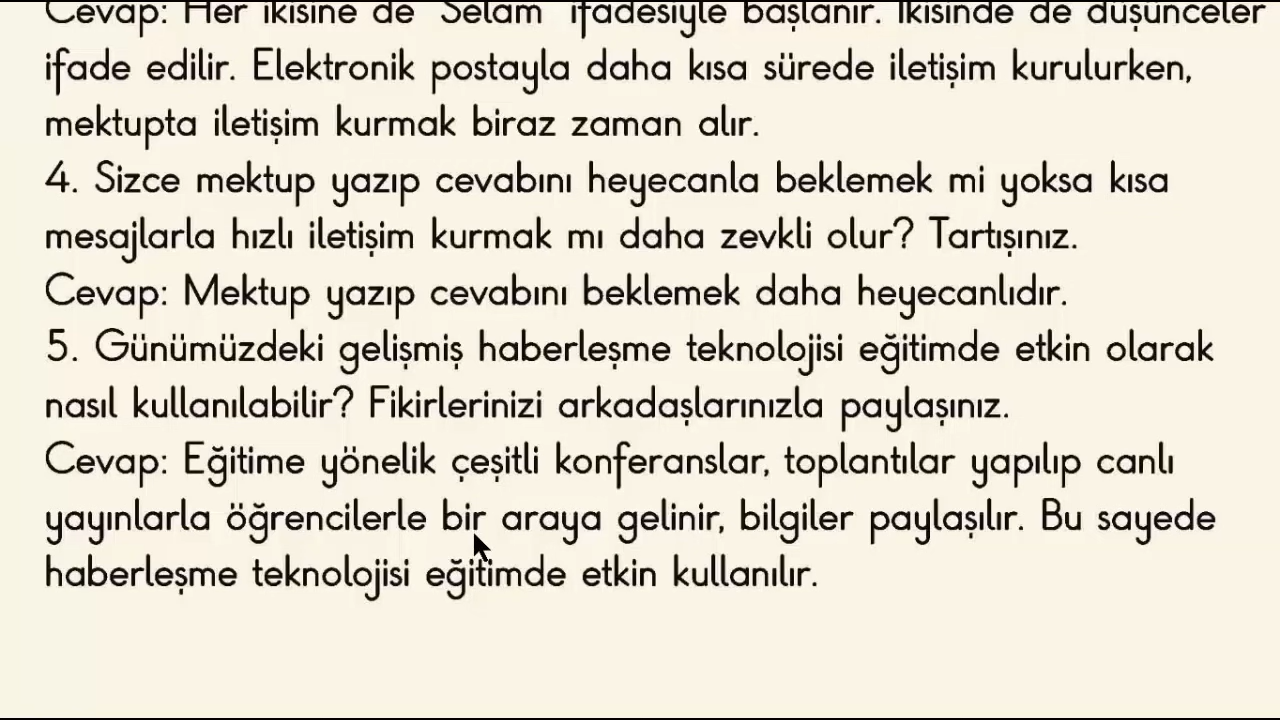 Cevap: Her ikisine de "Selam" ifadesiyle başlanır. İkisinde de düşünceler
ifade edilir. Elektronik postayla daha kısa sürede iletişim kurulurken,
mektupta iletişim kurmak biraz zaman alır.
4. Sizce mektup yazıp cevabını heyecanla beklemek mi yoksa kısa
mesajlarla hızlı iletişim kurmak mı daha zevkli olur? Tartışınız.
Cevap: Mektup yazıp cevabını beklemek daha heyecanlıdır.
5. Günümüzdeki gelişmiş haberleşme teknolojisi eğitimde etkin olarak
nasıl kullanılabilir? Fikirlerinizi arkadaşlarınızla paylaşınız.
Cevap: Eğitime yönelik çeşitli konferanslar, toplantılar yapılıp canlı
yayınlarla öğrencilerle bir araya gelinir, bilgiler paylaşılır. Bu sayede
haberleşme teknolojisi eğitimde etkin kullanılır.